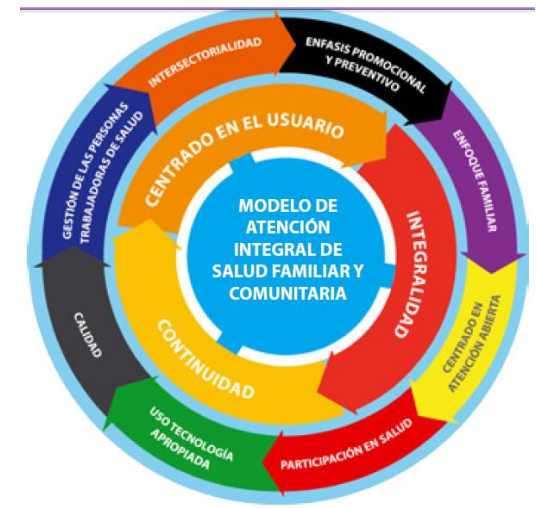 MODELO DE
ATENCIÓN
INTEGRAL DE
SALUD FAMILIAR Y
COMUNITARIA
CENTRADO EN EL USUARIO
INTEGRALIDAD
CONTINUIDAD
INTERSECTORIALIDAD
ENFASIS PROMOCIONAL
Y PREVENTIVO
ENFOQUE FAMILIAR
CENTRADO EN
ATENCIÓN ABIERTA
PARTICIPACIÓN EN SALUD
USO TECNOLOGÍA
APROPIADA
CALIDAD
GESTIÓN DE LAS PERSONAS
TRABAJADORAS DE SALUD